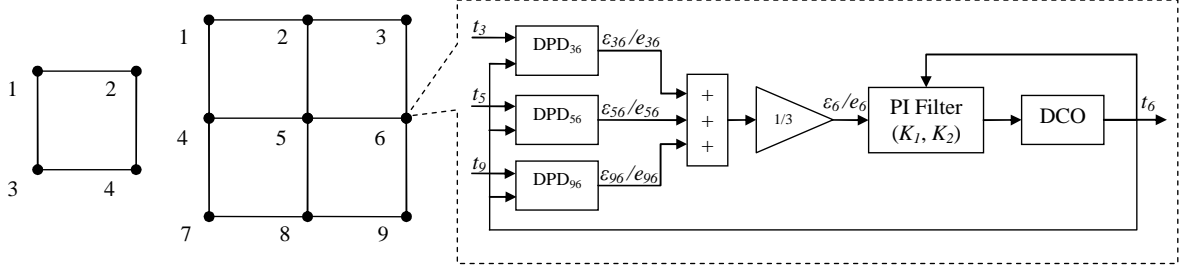 1 2
3 4
1 2 3
4 5 6
7 8 9
t3 DPD36 ε36/e36
t5 DPD56 ε56/e56
t9 DPD96 ε96/e96
+
+
+
1/3
ε6/e6
PI Filter
(K1, K2)
DCO
t6